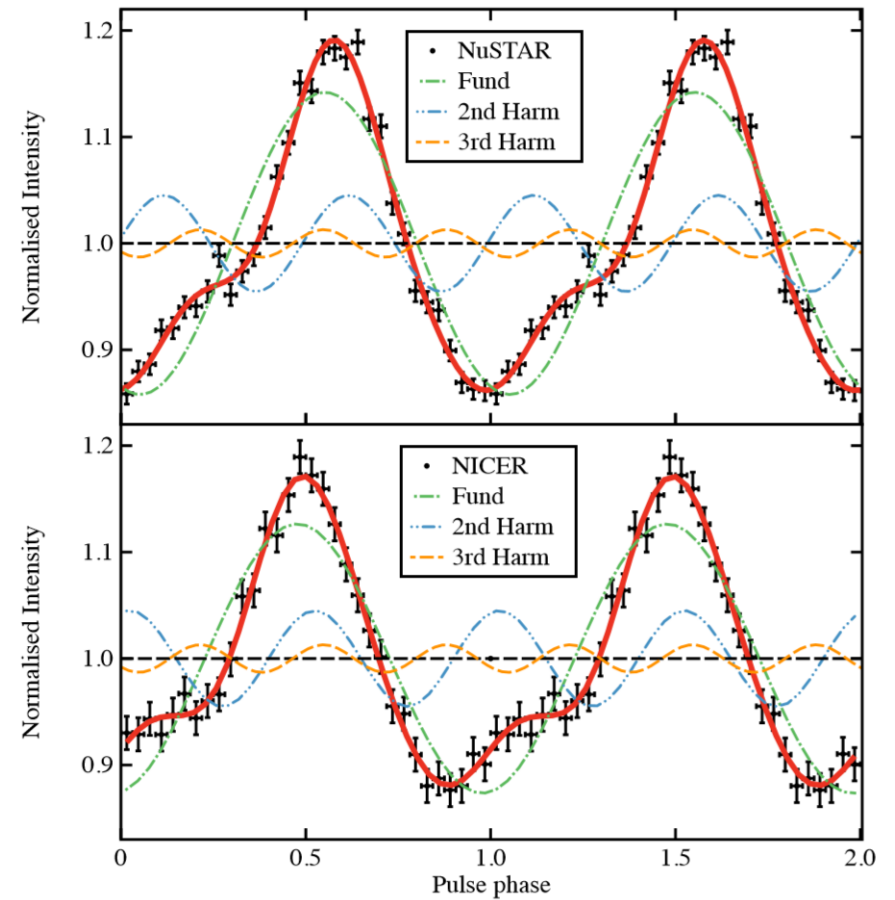 1.2
1.1
1.0
0.9
Normalised Intensity
NuSTAR
Fund
2nd Harm
3rd Harm
1.2
1.1
1.0
0.9
Normalised Intensity
NICER
Fund
2nd Harm
3rd Harm
0 0.5 1.0 1.5 2.0
Pulse phase